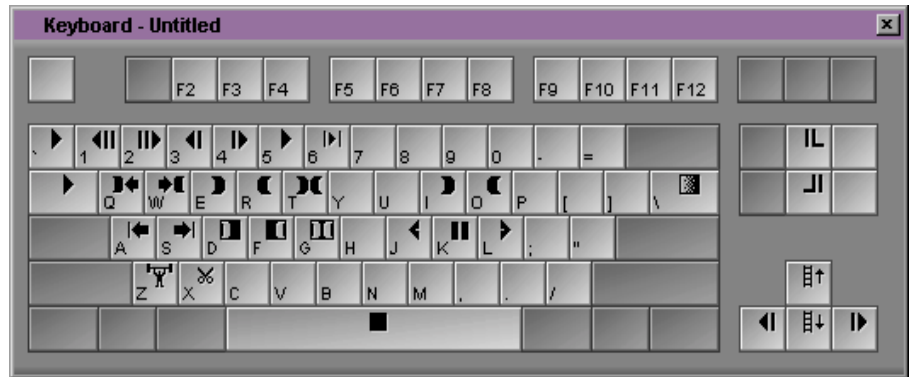 Keyboard - Untitled
F2 F3 F4 F5 F6 F7 F8 F9 F10 F11 F12
` 1 2 3 4 5 6 7 8 9 0 - =
Q W E R T Y U I O P [ ] \
A S D F G H J K L ; "
Z X C V B N M , . /